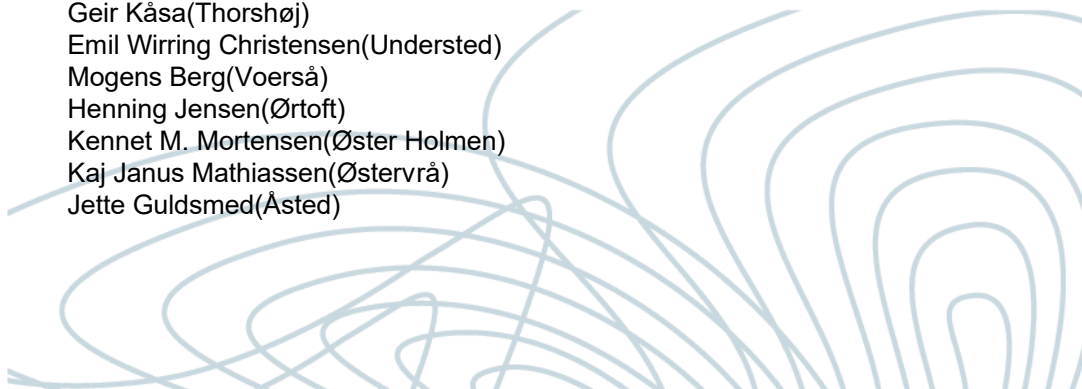 Geir Kåsa(Thorshøj)
Emil Wirring Christensen(Understed)
Mogens Berg(Voerså)
Henning Jensen(Ørtoft)
Kennet M. Mortensen(Øster Holmen)
Kaj Janus Mathiassen(Østervrå)
Jette Guldsmed(Åsted)